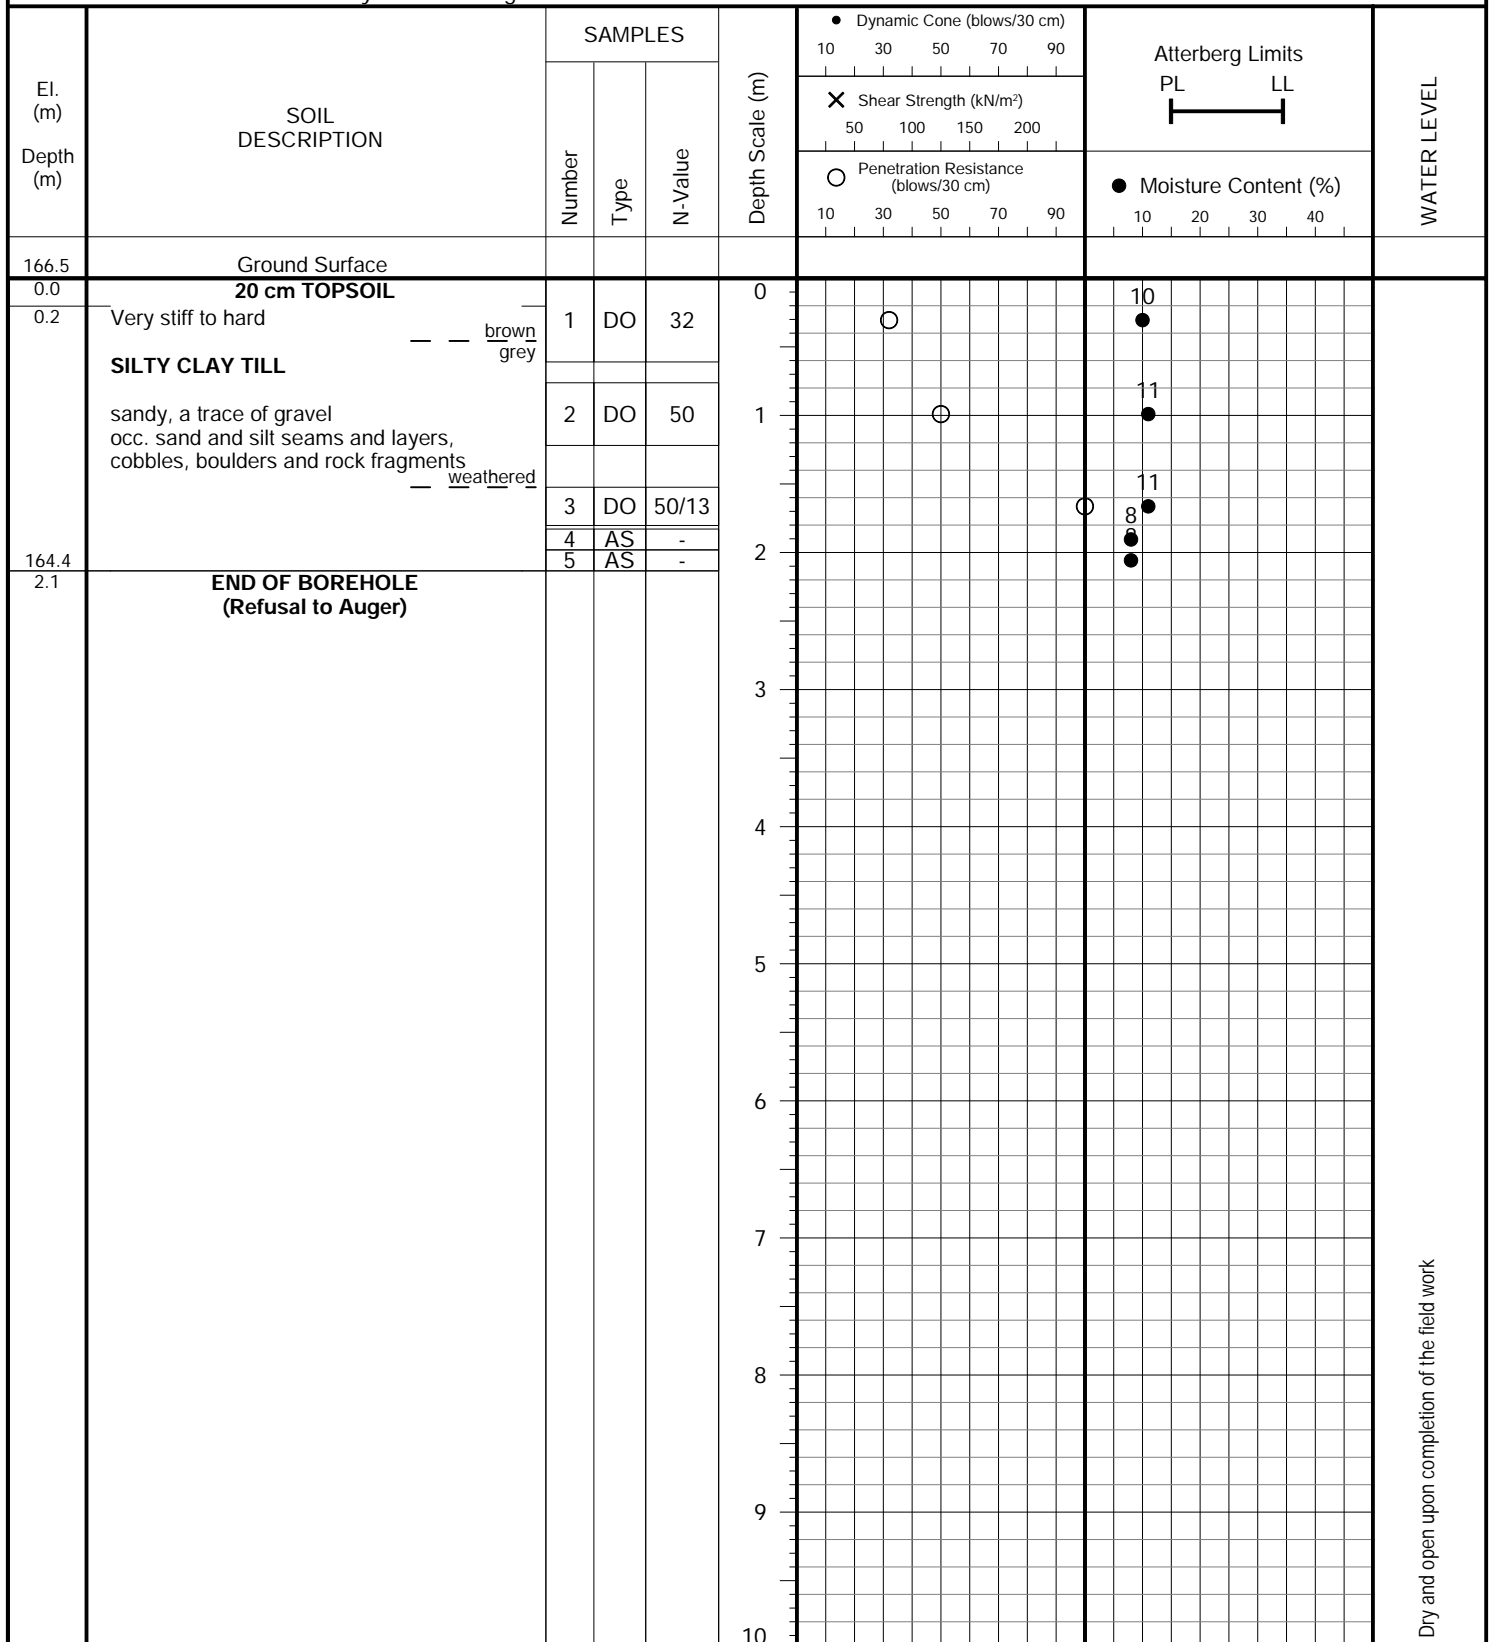 El.
(m)
Depth
(m)
SOIL
DESCRIPTION
SAMPLES
Number
Type
N-Value
Depth Scale (m)
● Dynamic Cone (blows/30 cm)
10 30 50 70 90
✕ Shear Strength (kN/m²)
50 100 150 200
○ Penetration Resistance
(blows/30 cm)
10 30 50 70 90
Atterberg Limits
PL LL
● Moisture Content (%)
10 20 30 40
WATER LEVEL
166.5 Ground Surface
0.0 20 cm TOPSOIL 0
10
0.2 Very stiff to hard 1 DO 32
brown
grey
SILTY CLAY TILL
11
sandy, a trace of gravel 2 DO 50 1
occ. sand and silt seams and layers,
cobbles, boulders and rock fragments
weathered
11
3 DO 50/13
8
4 AS -
8
164.4 5 AS - 2
2.1 END OF BOREHOLE
(Refusal to Auger)
3
4
5
6
7
8
9
10
Dry and open upon completion of the field work